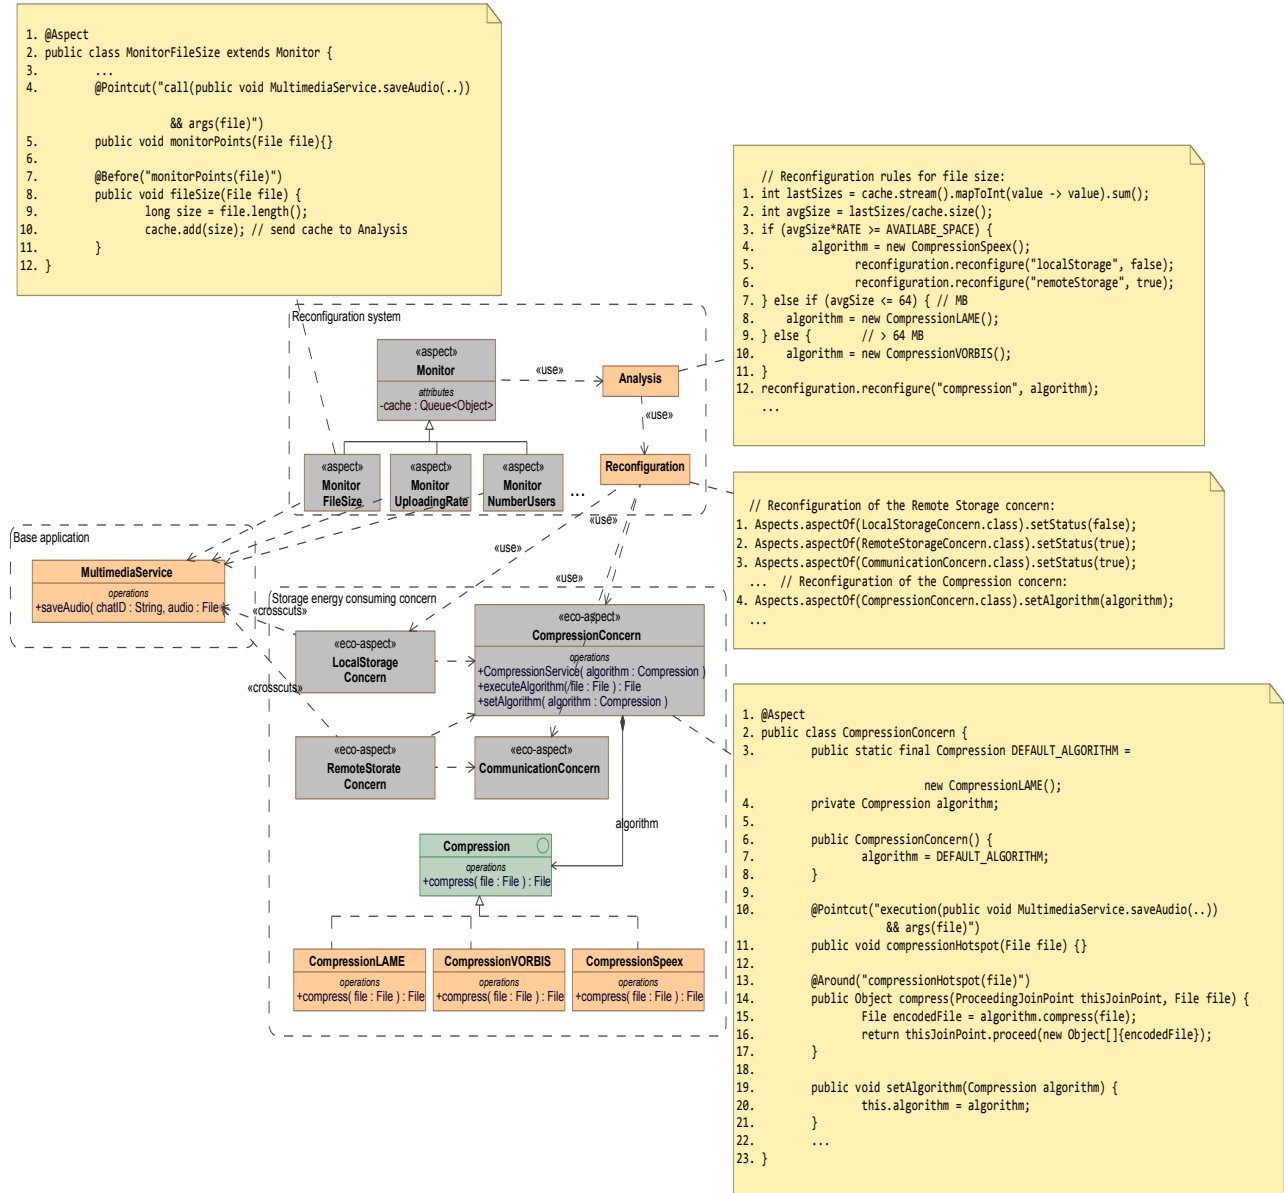 1. @Aspect
2. public class MonitorFileSize extends Monitor {
3. ...
4. @Pointcut("call(public void MultimediaService.saveAudio(..))
&& args(file)")
5. public void monitorPoints(File file){}
6.
7. @Before("monitorPoints(file)")
8. public void fileSize(File file) {
9. long size = file.length();
10. cache.add(size); // send cache to Analysis
11. }
12. }
// Reconfiguration rules for file size:
1. int lastSizes = cache.stream().mapToInt(value -> value).sum();
2. int avgSize = lastSizes/cache.size();
3. if (avgSize*RATE >= AVAILABE_SPACE) {
4. algorithm = new CompressionSpeex();
5. reconfiguration.reconfigure("localStorage", false);
6. reconfiguration.reconfigure("remoteStorage", true);
7. } else if (avgSize <= 64) { // MB
8. algorithm = new CompressionLAME();
9. } else { // > 64 MB
10. algorithm = new CompressionVORBIS();
11. }
12. reconfiguration.reconfigure("compression", algorithm);
...
Reconfiguration system
«aspect»
Monitor
attributes
-cache : Queue<Object>
«use»
Analysis
«use»
«aspect»
Monitor
FileSize
«aspect»
Monitor
UploadingRate
«aspect»
Monitor
NumberUsers
...
Reconfiguration
// Reconfiguration of the Remote Storage concern:
1. Aspects.aspectOf(LocalStorageConcern.class).setStatus(false);
2. Aspects.aspectOf(RemoteStorageConcern.class).setStatus(true);
3. Aspects.aspectOf(CommunicationConcern.class).setStatus(true);
... // Reconfiguration of the Compression concern:
4. Aspects.aspectOf(CompressionConcern.class).setAlgorithm(algorithm);
...
«use»
«use»
«use»
Base application
MultimediaService
operations
+saveAudio( chatID : String, audio : File
«crosscuts»
«crosscuts»
Storage energy consuming concern
«eco-aspect»
LocalStorage
Concern
«eco-aspect»
CompressionConcern
operations
+CompressionService( algorithm : Compression )
+executeAlgorithm( file : File ) : File
+setAlgorithm( algorithm : Compression )
«eco-aspect»
RemoteStorate
Concern
«eco-aspect»
CommunicationConcern
algorithm
Compression
operations
+compress( file : File ) : File
CompressionLAME
operations
+compress( file : File ) : File
CompressionVORBIS
operations
+compress( file : File ) : File
CompressionSpeex
operations
+compress( file : File ) : File
1. @Aspect
2. public class CompressionConcern {
3. public static final Compression DEFAULT_ALGORITHM =
new CompressionLAME();
4. private Compression algorithm;
5.
6. public CompressionConcern() {
7. algorithm = DEFAULT_ALGORITHM;
8. }
9.
10. @Pointcut("execution(public void MultimediaService.saveAudio(..))
&& args(file)")
11. public void compressionHotspot(File file) {}
12.
13. @Around("compressionHotspot(file)")
14. public Object compress(ProceedingJoinPoint thisJoinPoint, File file) {
15. File encodedFile = algorithm.compress(file);
16. return thisJoinPoint.proceed(new Object[]{encodedFile});
17. }
18.
19. public void setAlgorithm(Compression algorithm) {
20. this.algorithm = algorithm;
21. }
22. ...
23. }